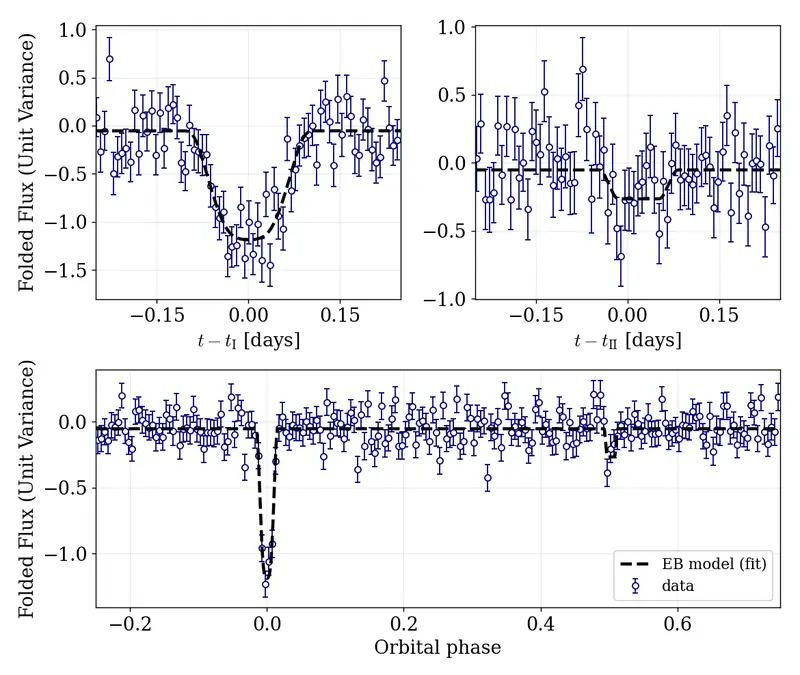 Folded Flux (Unit Variance)
1.0
0.5
0.0
−0.5
−1.0
−1.5
−0.15 0.00 0.15
t − tI [days]
1.0
0.5
0.0
−0.5
−1.0
−0.15 0.00 0.15
t − tII [days]
Folded Flux (Unit Variance)
0.0
−0.5
−1.0
−0.2 0.0 0.2 0.4 0.6
Orbital phase
EB model (fit)
data